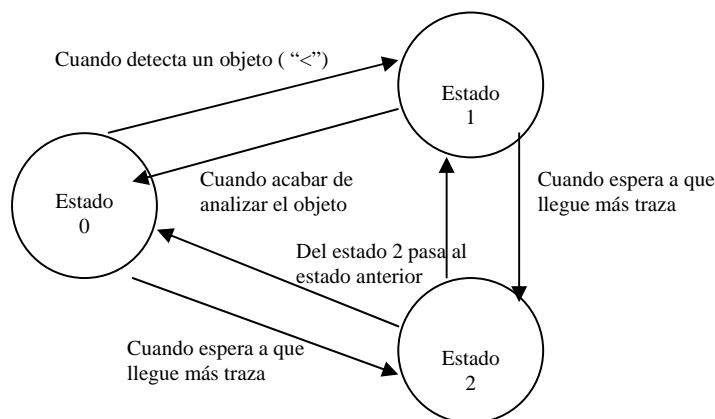 Cuando detecta un objeto ( “<”)
Estado
1
Cuando acabar de
analizar el objeto
Cuando espera a que
llegue más traza
Estado
0
Del estado 2 pasa al
estado anterior
Cuando espera a que
llegue más traza
Estado
2